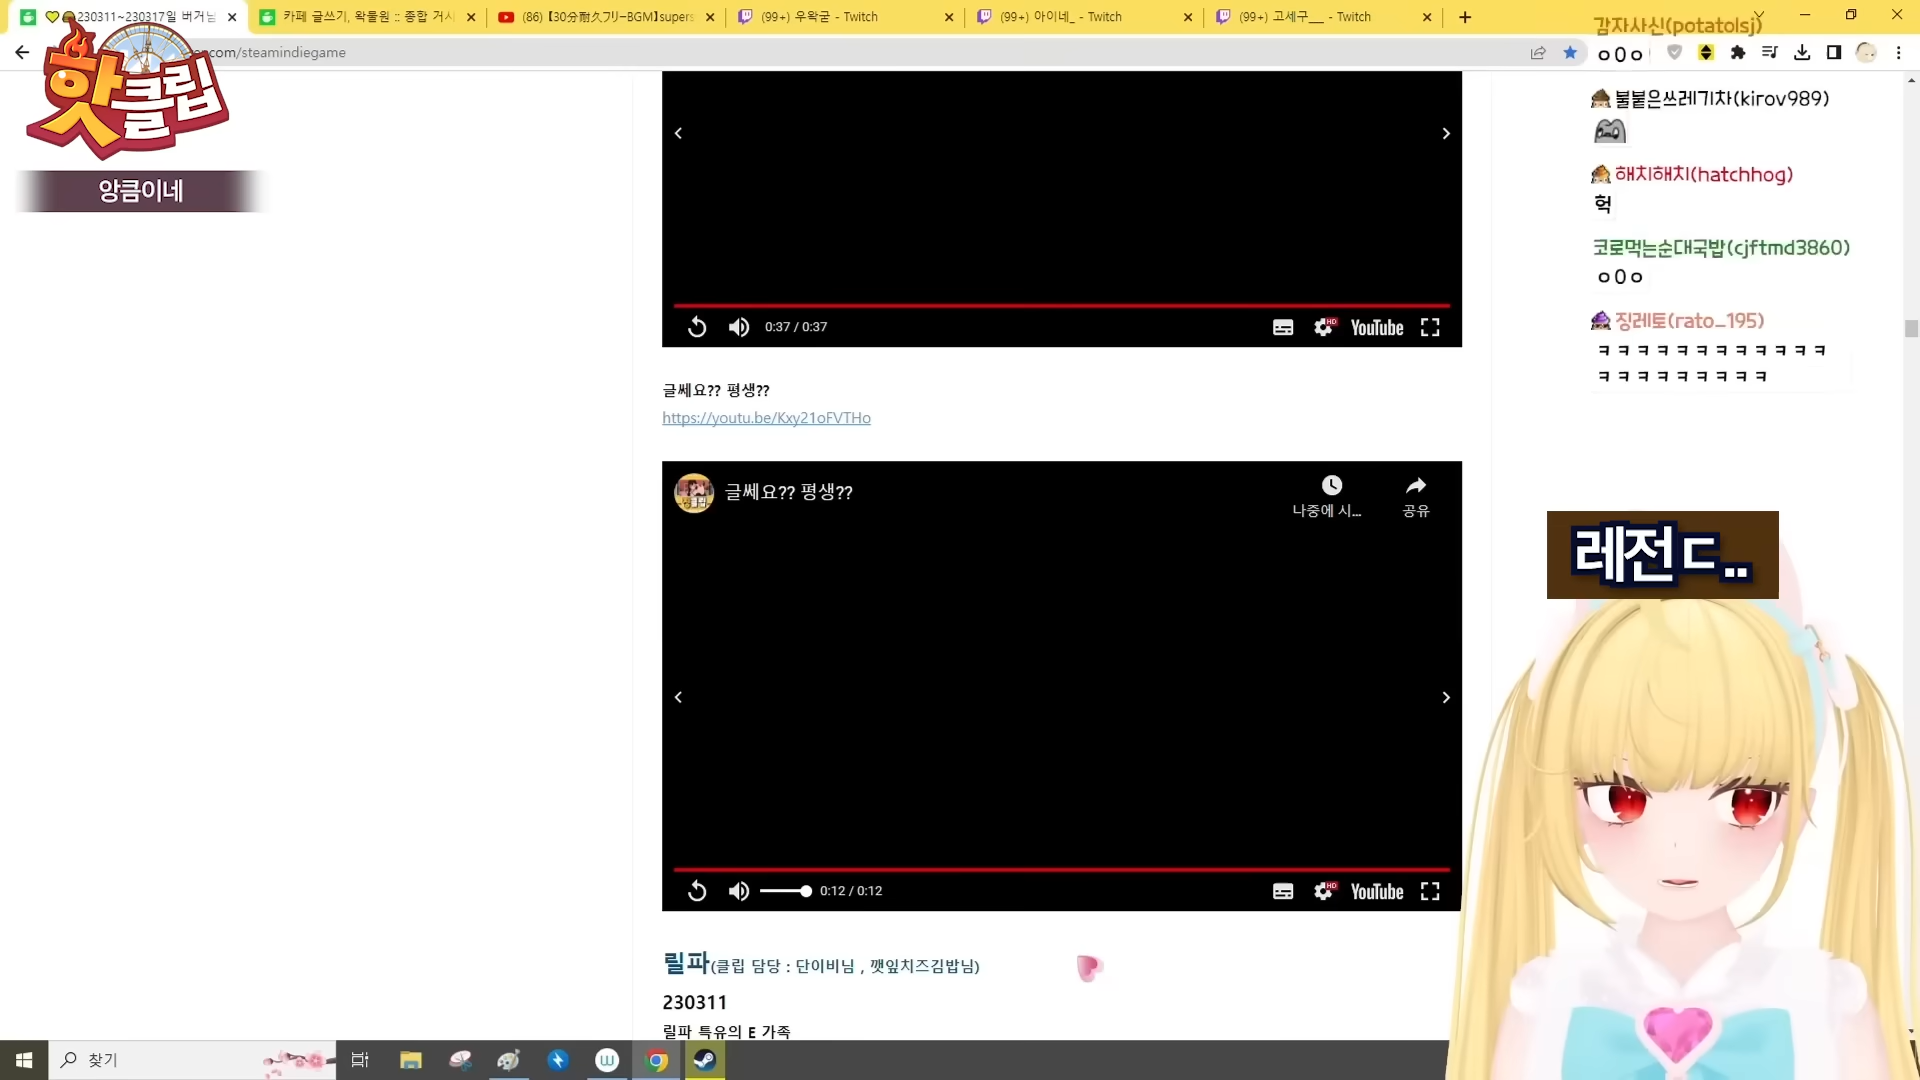 230311~230317일 버거님
카페 글쓰기, 왁물원 :: 종합 거시
(86) 【30分耐久フリーBGM】supers
(99+) 우왁굳 - Twitch
(99+) 아이네_ - Twitch
(99+) 고세구___ - Twitch
.com/steamindiegame
핫클립
앙큼이네
감자사신(potatolsj)
ㅇ0ㅇ
불붙은쓰레기차(kirov989)
해치해치(hatchhog)
헉
코로먹는순대국밥(cjftmd3860)
ㅇ0ㅇ
징레토(rato_195)
ㅋㅋㅋㅋㅋㅋㅋㅋㅋㅋㅋㅋ
ㅋㅋㅋㅋㅋㅋㅋㅋㅋ
0:37 / 0:37
HD
YouTube
글쎄요?? 평생??
https://youtu.be/Kxy21oFVTHo
글쎄요?? 평생??
나중에 시...
공유
레전ㄷ..
0:12 / 0:12
HD
YouTube
릴파(클립 담당 : 단이비님 , 깻잎치즈김밥님)
230311
릴파 특유의 E 가족
찾기